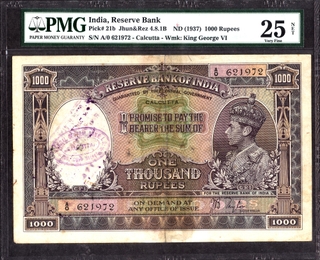 PMG
PAPER MONEY GUARANTY
India, Reserve Bank
Pick# 21b Jhun&Rez 4.8.1B ND (1937) 1000 Rupees
S/N A/0 621972 - Calcutta - Wmk: King George VI
25 NET
Very Fine
1000
RESERVE BANK OF INDIA
1000
GUARANTEED BY THE CENTRAL GOVERNMENT
CALCUTTA
A/0 621972
I PROMISE TO PAY THE
BEARER THE SUM OF
ONE
THOUSAND
RUPEES
FOR THE RESERVE BANK OF INDIA
A/0 621972
ON DEMAND AT
ANY OFFICE OF ISSUE
1000
1000